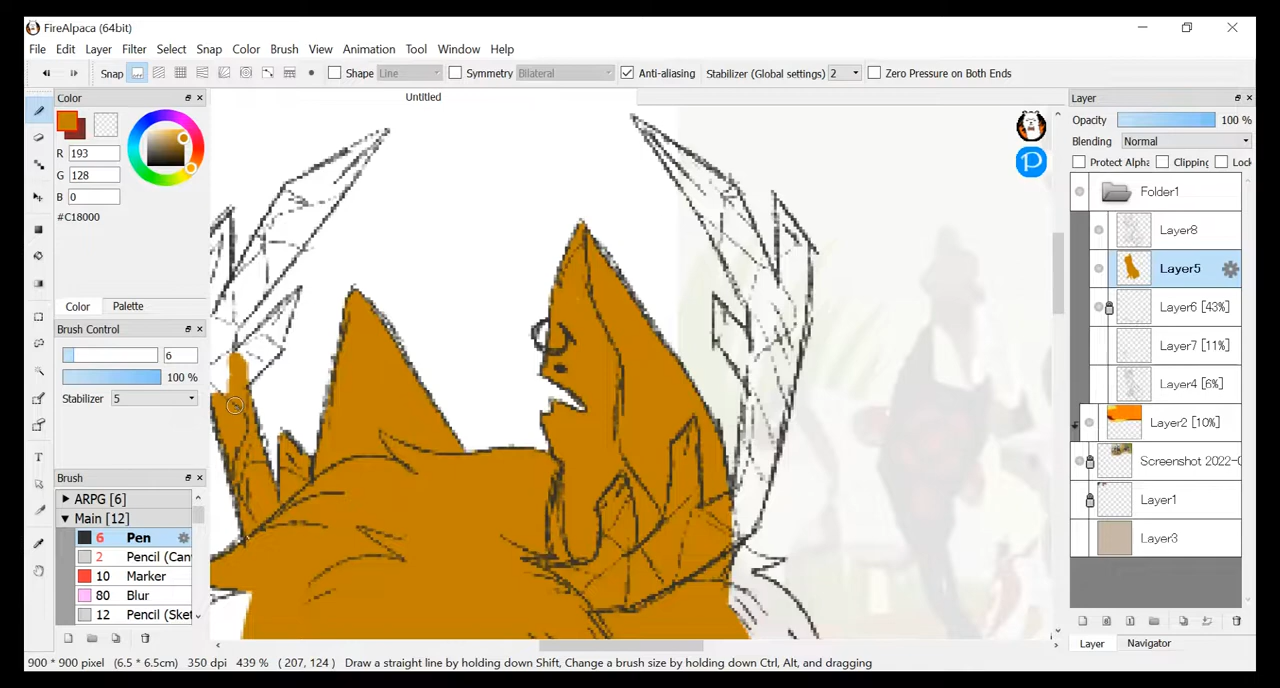 FireAlpaca (64bit)
File Edit Layer Filter Select Snap Color Brush View Animation Tool Window Help
Snap Shape Line Symmetry Bilateral Anti-aliasing Stabilizer (Global settings) 2 Zero Pressure on Both Ends
Color
Untitled
Layer
R 193
G 128
B 0
#C18000
Opacity 100 %
Blending Normal
Protect Alpha Clipping Lock
Folder1
Layer8
Layer5
Layer6 [43%]
Layer7 [11%]
Layer4 [6%]
Layer2 [10%]
Screenshot 2022-
Layer1
Layer3
Color Palette
Brush Control
6
100 %
Stabilizer 5
Brush
ARPG [6]
Main [12]
6 Pen
2 Pencil (Can
10 Marker
80 Blur
12 Pencil (Sket
Layer Navigator
900 * 900 pixel (6.5 * 6.5cm) 350 dpi 439 % ( 207, 124 ) Draw a straight line by holding down Shift, Change a brush size by holding down Ctrl, Alt, and dragging